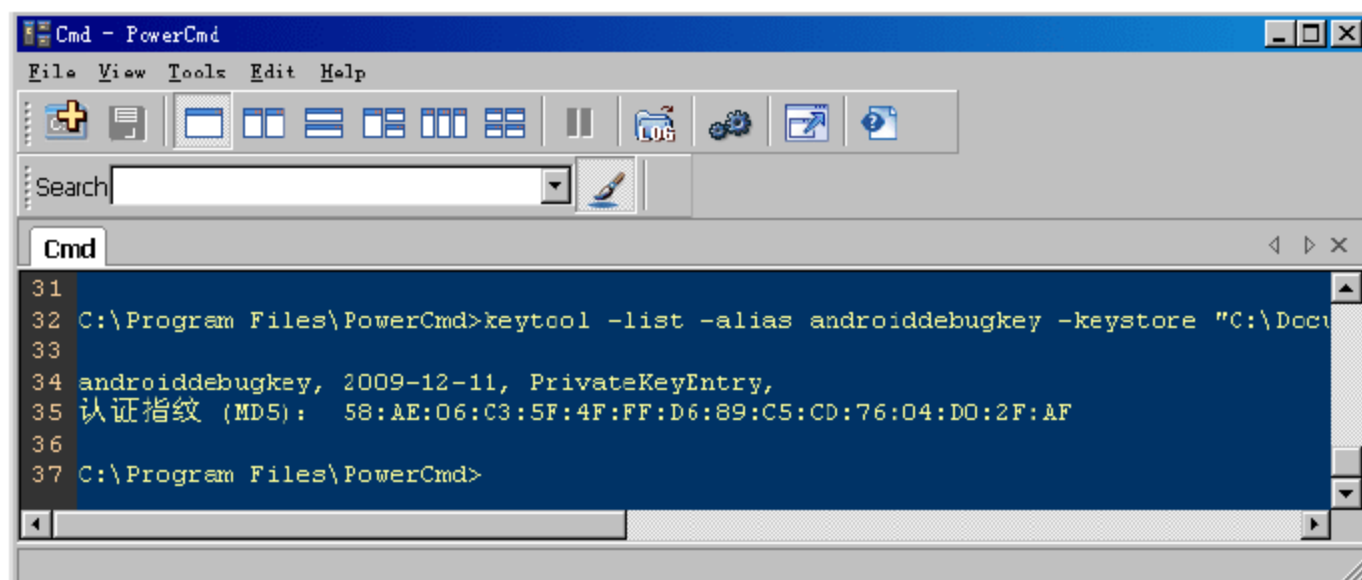 Cmd - PowerCmd
File View Tools Edit Help
LOG
Search
Cmd
31
32 C:\Program Files\PowerCmd>keytool -list -alias androiddebugkey -keystore "C:\Docu
33
34 androiddebugkey, 2009-12-11, PrivateKeyEntry,
35 认证指纹 (MD5): 58:AE:06:C3:5F:4F:FF:D6:89:C5:CD:76:04:D0:2F:AF
36
37 C:\Program Files\PowerCmd>